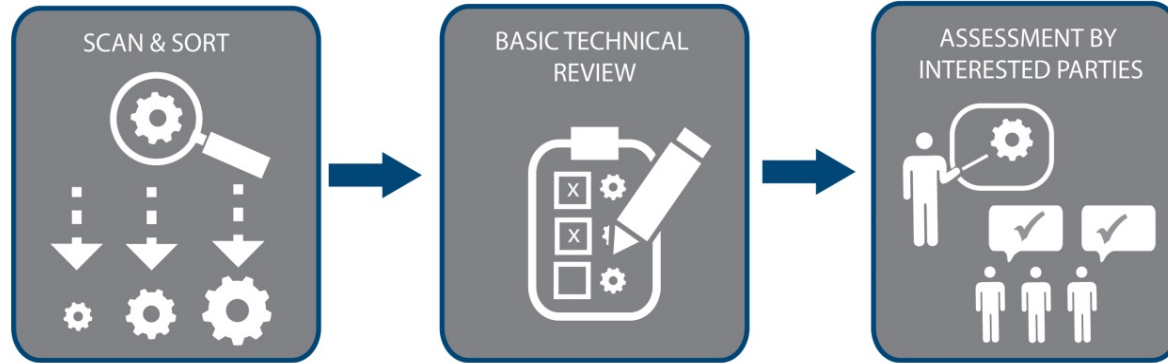 SCAN & SORT
BASIC TECHNICAL
REVIEW
X
X
ASSESSMENT BY
INTERESTED PARTIES